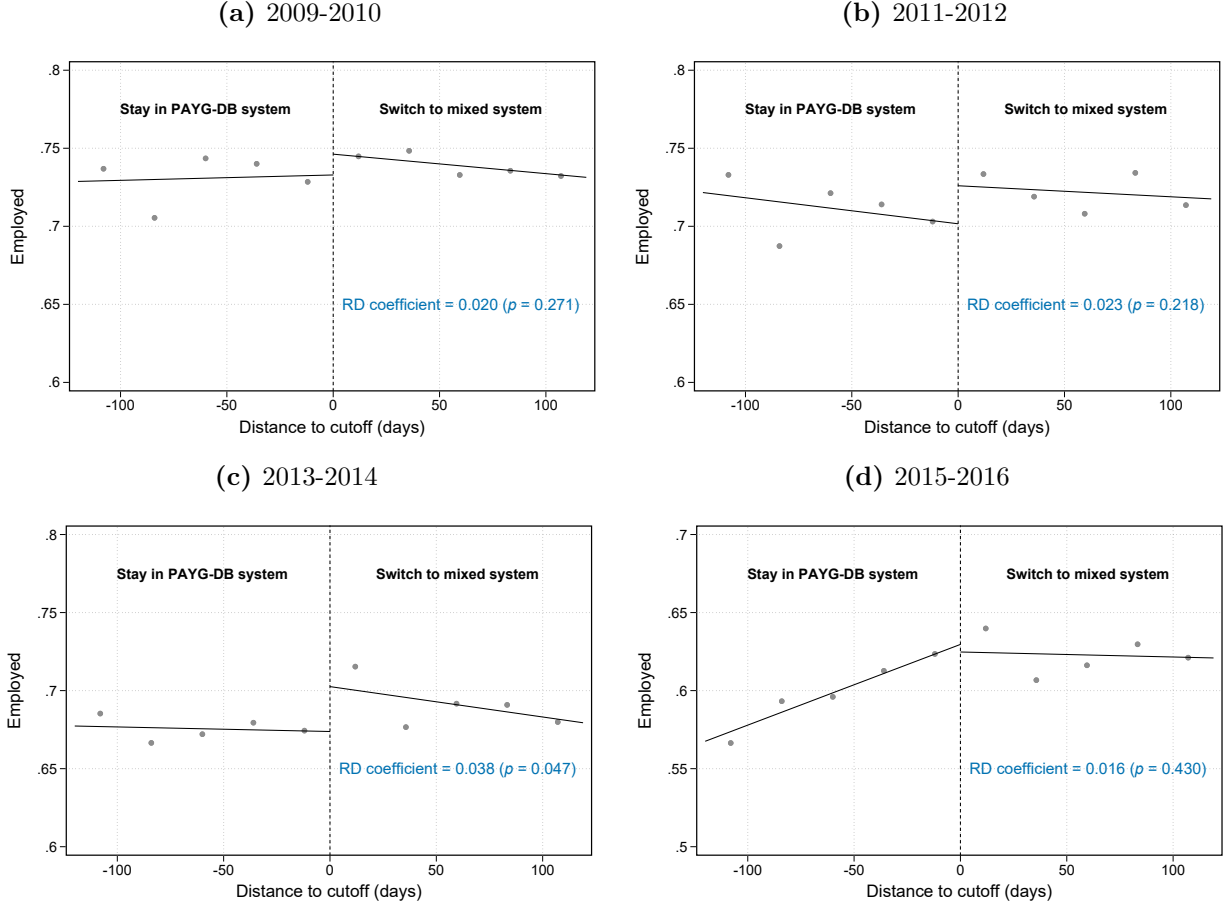 (a) 2009-2010
.8
.75
.7
.65
.6
Employed
Stay in PAYG-DB system
Switch to mixed system
RD coefficient = 0.020 (p = 0.271)
-100 -50 0 50 100
Distance to cutoff (days)
(b) 2011-2012
.8
.75
.7
.65
.6
Employed
Stay in PAYG-DB system
Switch to mixed system
RD coefficient = 0.023 (p = 0.218)
-100 -50 0 50 100
Distance to cutoff (days)
(c) 2013-2014
.8
.75
.7
.65
.6
Employed
Stay in PAYG-DB system
Switch to mixed system
RD coefficient = 0.038 (p = 0.047)
-100 -50 0 50 100
Distance to cutoff (days)
(d) 2015-2016
.7
.65
.6
.55
.5
Employed
Stay in PAYG-DB system
Switch to mixed system
RD coefficient = 0.016 (p = 0.430)
-100 -50 0 50 100
Distance to cutoff (days)